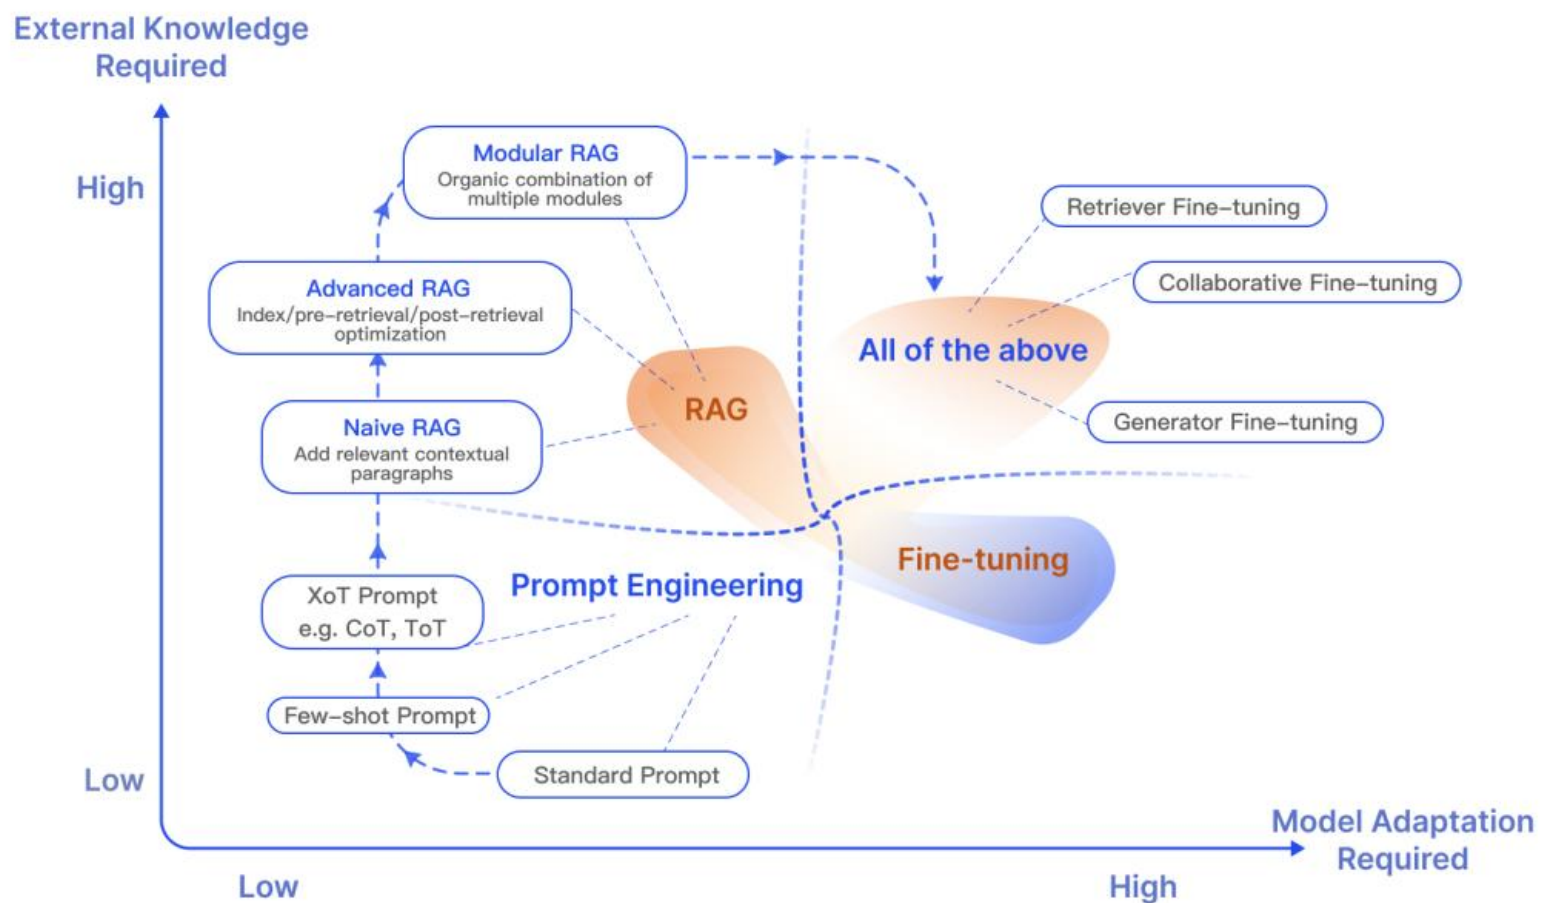 External Knowledge
Required
High
Modular RAG
Organic combination of
multiple modules
Retriever Fine-tuning
Advanced RAG
Index/pre-retrieval/post-retrieval
optimization
Collaborative Fine-tuning
All of the above
RAG
Naive RAG
Add relevant contextual
paragraphs
Generator Fine-tuning
Fine-tuning
Prompt Engineering
XoT Prompt
e.g. CoT, ToT
Few-shot Prompt
Standard Prompt
Low
Model Adaptation
Required
Low
High